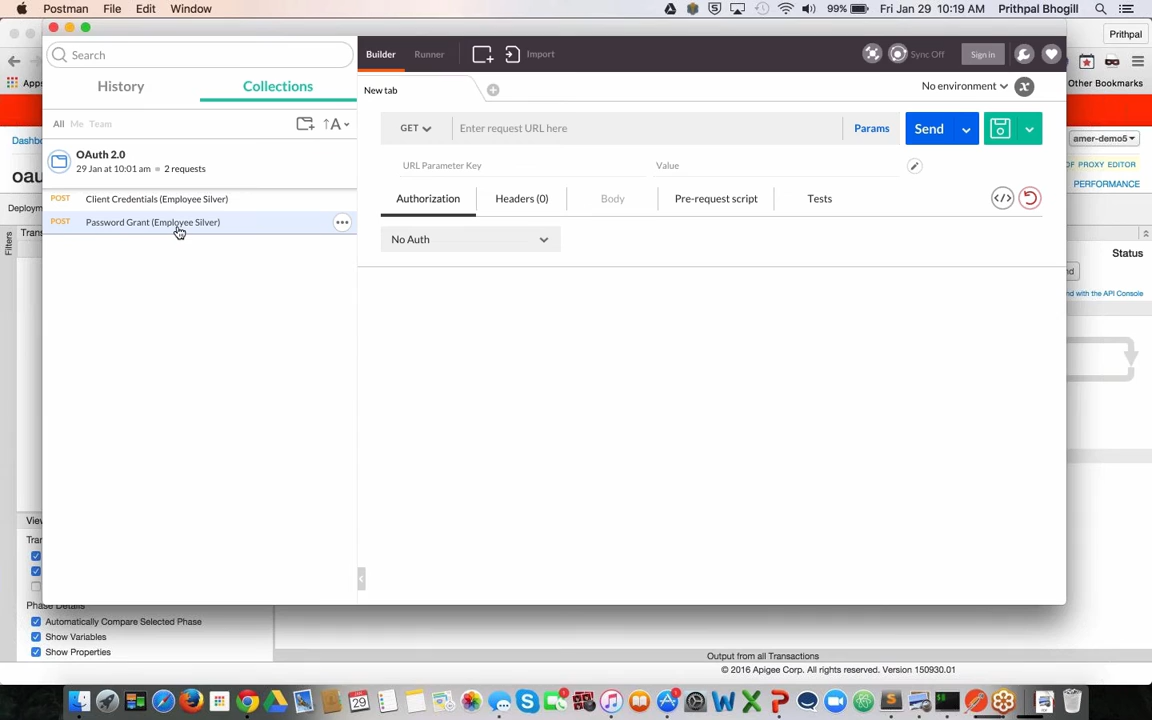 Postman File Edit Window 99% Fri Jan 29 10:19 AM Prithpal Bhogill
Prithpal
Search
Builder Runner Import Sync Off Sign in
History Collections
New tab
No environment
Apps
Other Bookmarks
All Me Team
A
GET Enter request URL here Params Send
Dashbo
amer-demo5
OAuth 2.0
29 Jan at 10:01 am 2 requests
URL Parameter Key Value
OF PROXY EDITOR
oau
PERFORMANCE
POST Client Credentials (Employee Silver)
Authorization Headers (0) Body Pre-request script Tests
Deploym
POST Password Grant (Employee Silver)
Filters
Trans
No Auth
Status
nd
nd with the API Console
View
Tran
Phase Details
Automatically Compare Selected Phase
Show Variables
Show Properties
Output from all Transactions
© 2016 Apigee Corp. All rights reserved. Version 150930.01